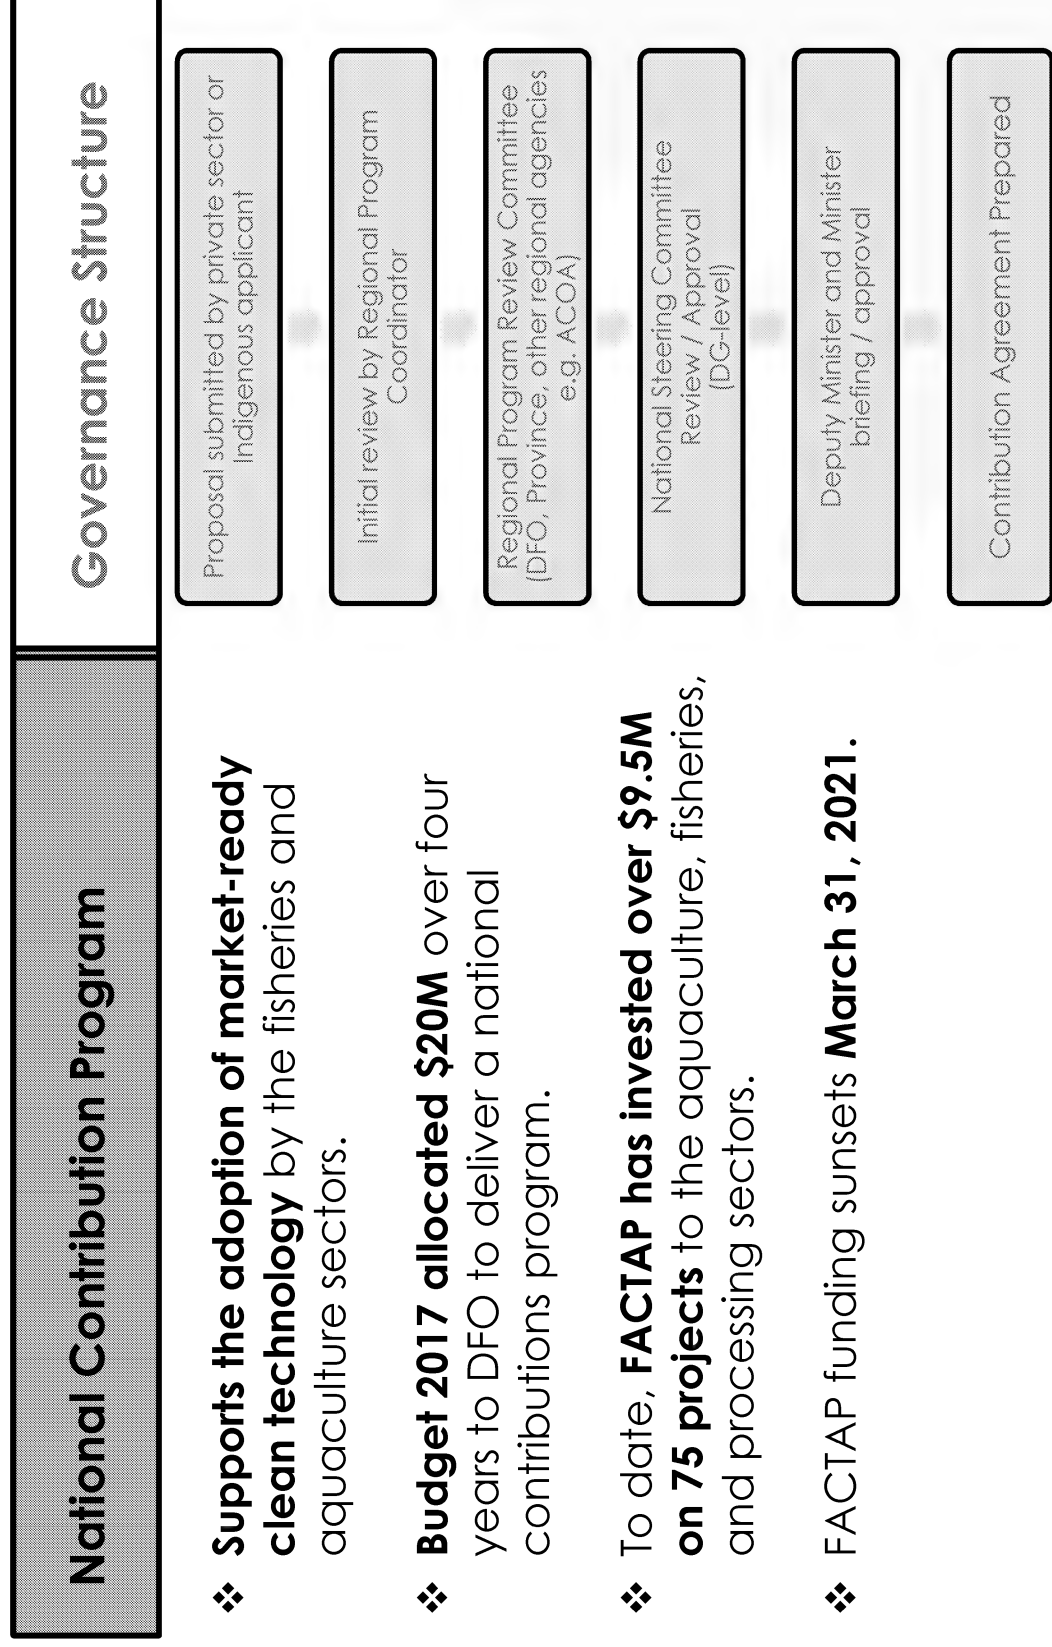 National Contribution Program
❖ Supports the adoption of market-ready
clean technology by the fisheries and
aquaculture sectors.
❖ Budget 2017 allocated $20M over four
years to DFO to deliver a national
contributions program.
❖ To date, FACTAP has invested over $9.5M
on 75 projects to the aquaculture, fisheries,
and processing sectors.
❖ FACTAP funding sunsets March 31, 2021.
Governance Structure
Proposal submitted by private sector or
Indigenous applicant
Initial review by Regional Program
Coordinator
Regional Program Review Committee
(DFO, Province, other regional agencies
e.g. ACOA)
National Steering Committee
Review / Approval
(DG-level)
Deputy Minister and Minister
briefing / approval
Contribution Agreement Prepared